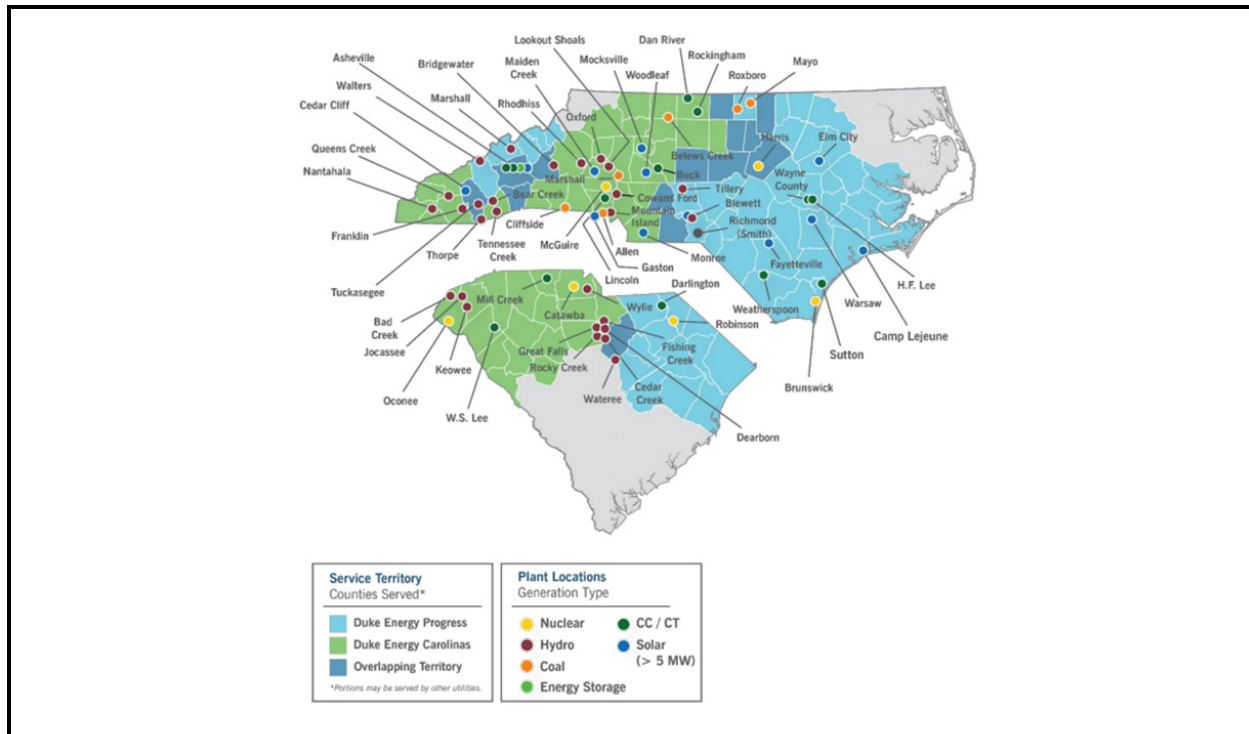 Lookout Shoals
Dan River
Asheville
Maiden
Creek
Mocksville
Rockingham
Bridgewater
Woodleaf
Roxboro
Mayo
Walters
Cedar Cliff
Marshall
Rhodhiss
Oxford
Queens Creek
Nantahala
Belews Creek
Harris
Elm City
Marshall
Buck
Wayne
County
Bear Creek
Cowans Ford
Tillery
Cliffside
Mountain
Island
Blewett
Richmond
(Smith)
Franklin
Thorpe
Tennessee
Creek
McGuire
Allen
Monroe
Fayetteville
Gaston
Lincoln
Darlington
Weatherspoon
Warsaw
H.F. Lee
Tuckasegee
Mill Creek
Catawba
Wylie
Robinson
Camp Lejeune
Bad
Creek
Jocassee
Keowee
Great Falls
Rocky Creek
Fishing
Creek
Sutton
Oconee
W.S. Lee
Wateree
Cedar
Creek
Brunswick
Dearborn
Service Territory
Counties Served*
Duke Energy Progress
Duke Energy Carolinas
Overlapping Territory
*Portions may be served by other utilities.
Plant Locations
Generation Type
Nuclear
Hydro
Coal
Energy Storage
CC / CT
Solar
(> 5 MW)